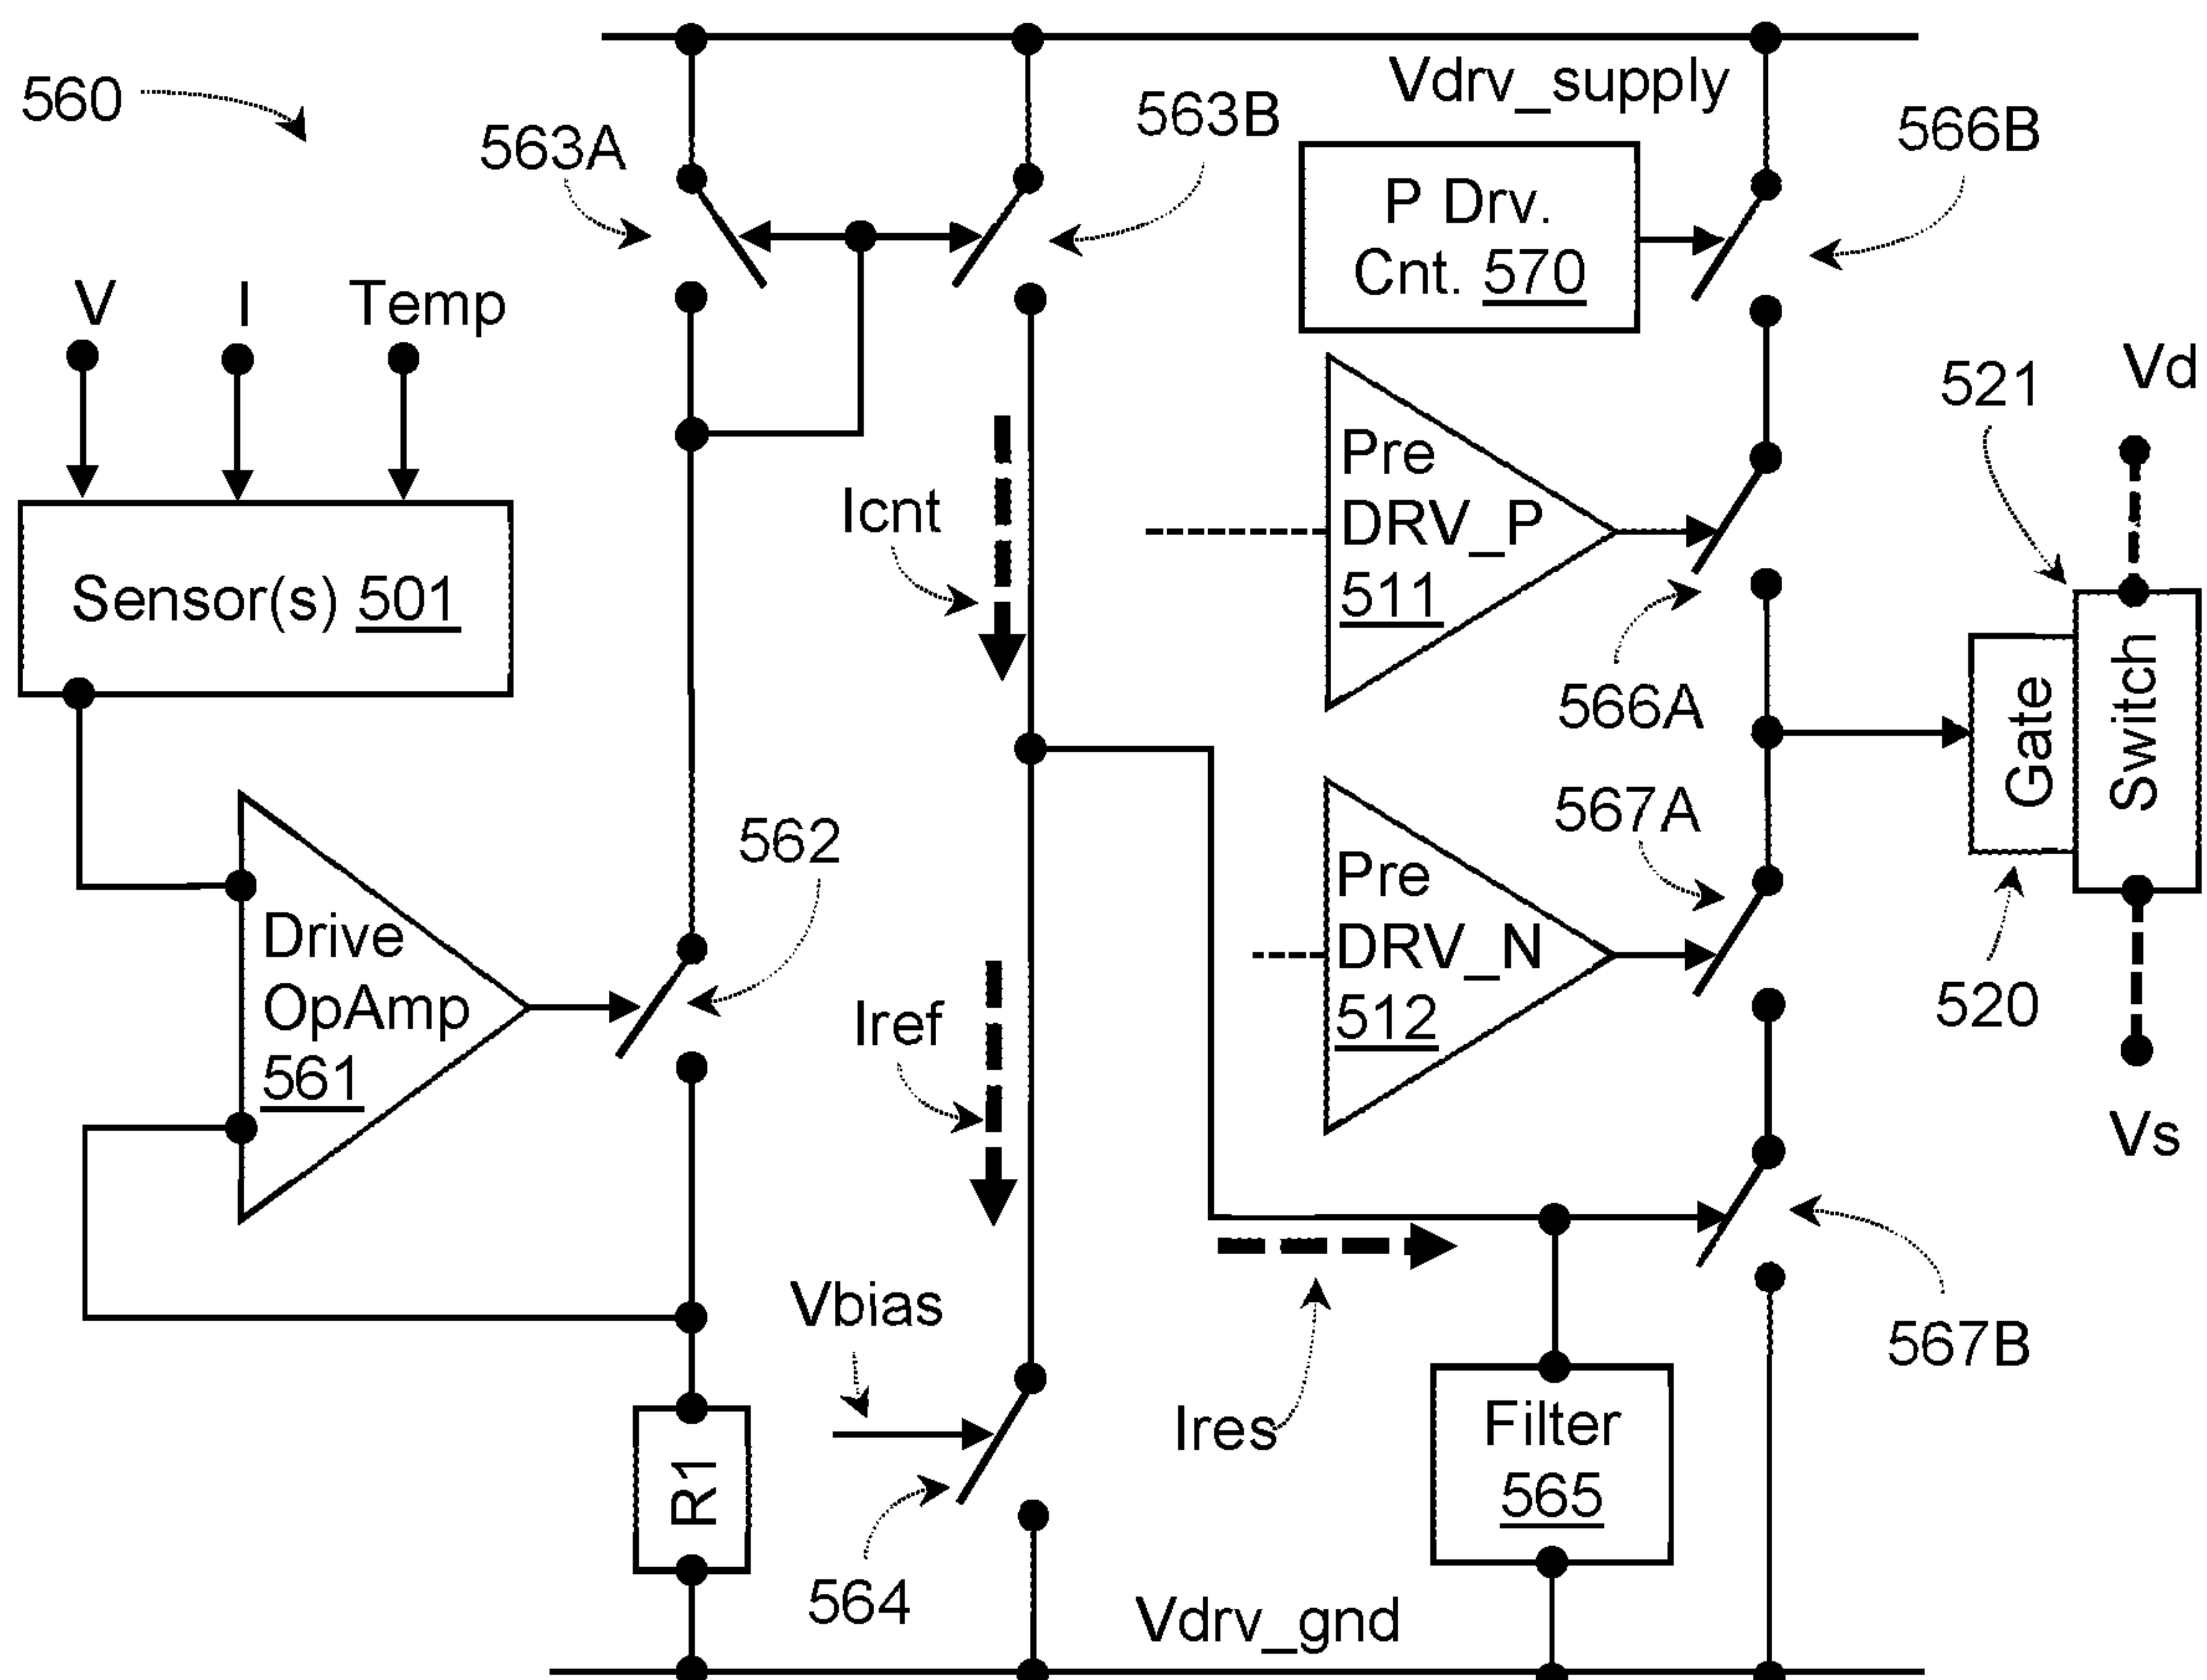 560
563A
563B
Vdrv_supply
566B
P Drv.
Cnt. 570
V
I
Temp
521
Vd
Sensor(s) 501
Icnt
Pre
DRV_P
511
566A
Gate
Switch
562
567A
Drive
OpAmp
561
Pre
DRV_N
512
Iref
520
Vs
Vbias
567B
R1
Ires
Filter
565
564
Vdrv_gnd